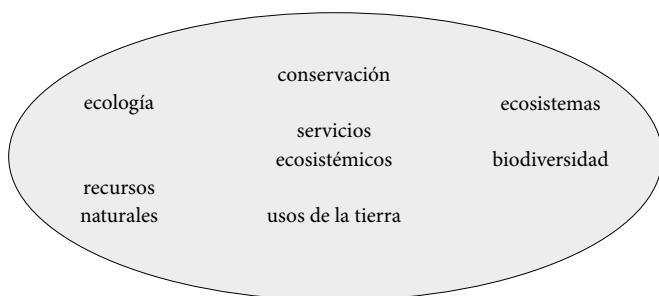 conservación
ecología
ecosistemas
servicios
ecosistémicos
biodiversidad
recursos
naturales
usos de la tierra